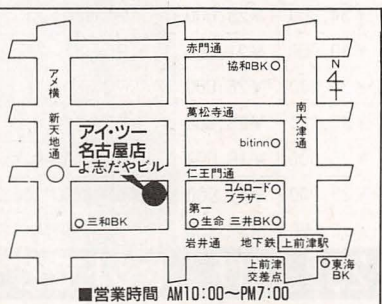 赤門通
協和BK
N
アメ横 新天地通
萬松寺通
南大津通
アイ・ツー
名古屋店
よ志だやビル
bitinn
仁王門通
コムロード
プラザー
第一
生命
三井BK
三和BK
岩井通
地下鉄
上前津駅
上前津
交差点
東海
BK
■営業時間 AM10:00〜PM7:00